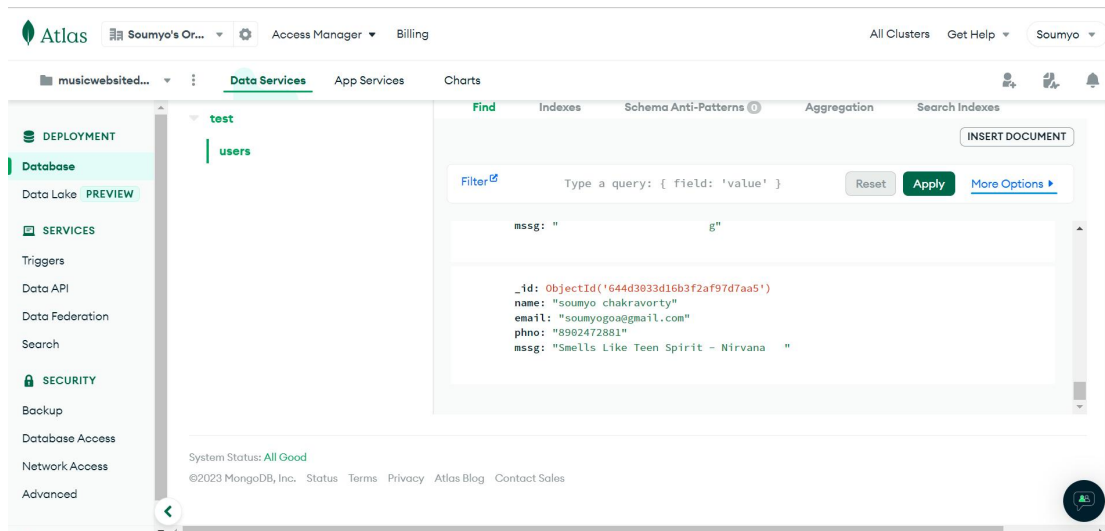 Atlas Soumyo's Or... Access Manager Billing All Clusters Get Help Soumyo
musicwebsited... Data Services App Services Charts
Find Indexes Schema Anti-Patterns 0 Aggregation Search Indexes
test
users
INSERT DOCUMENT
DEPLOYMENT
Database
Data Lake PREVIEW
SERVICES
Triggers
Data API
Data Federation
Search
SECURITY
Backup
Database Access
Network Access
Advanced
Filter Type a query: { field: 'value' } Reset Apply More Options
mssg: " g"
_id: ObjectId('644d3033d16b3f2af97d7aa5')
name: "soumyo chakravorty"
email: "soumyogoa@gmail.com"
phno: "8902472881"
mssg: "Smells Like Teen Spirit - Nirvana "
System Status: All Good
©2023 MongoDB, Inc. Status Terms Privacy Atlas Blog Contact Sales